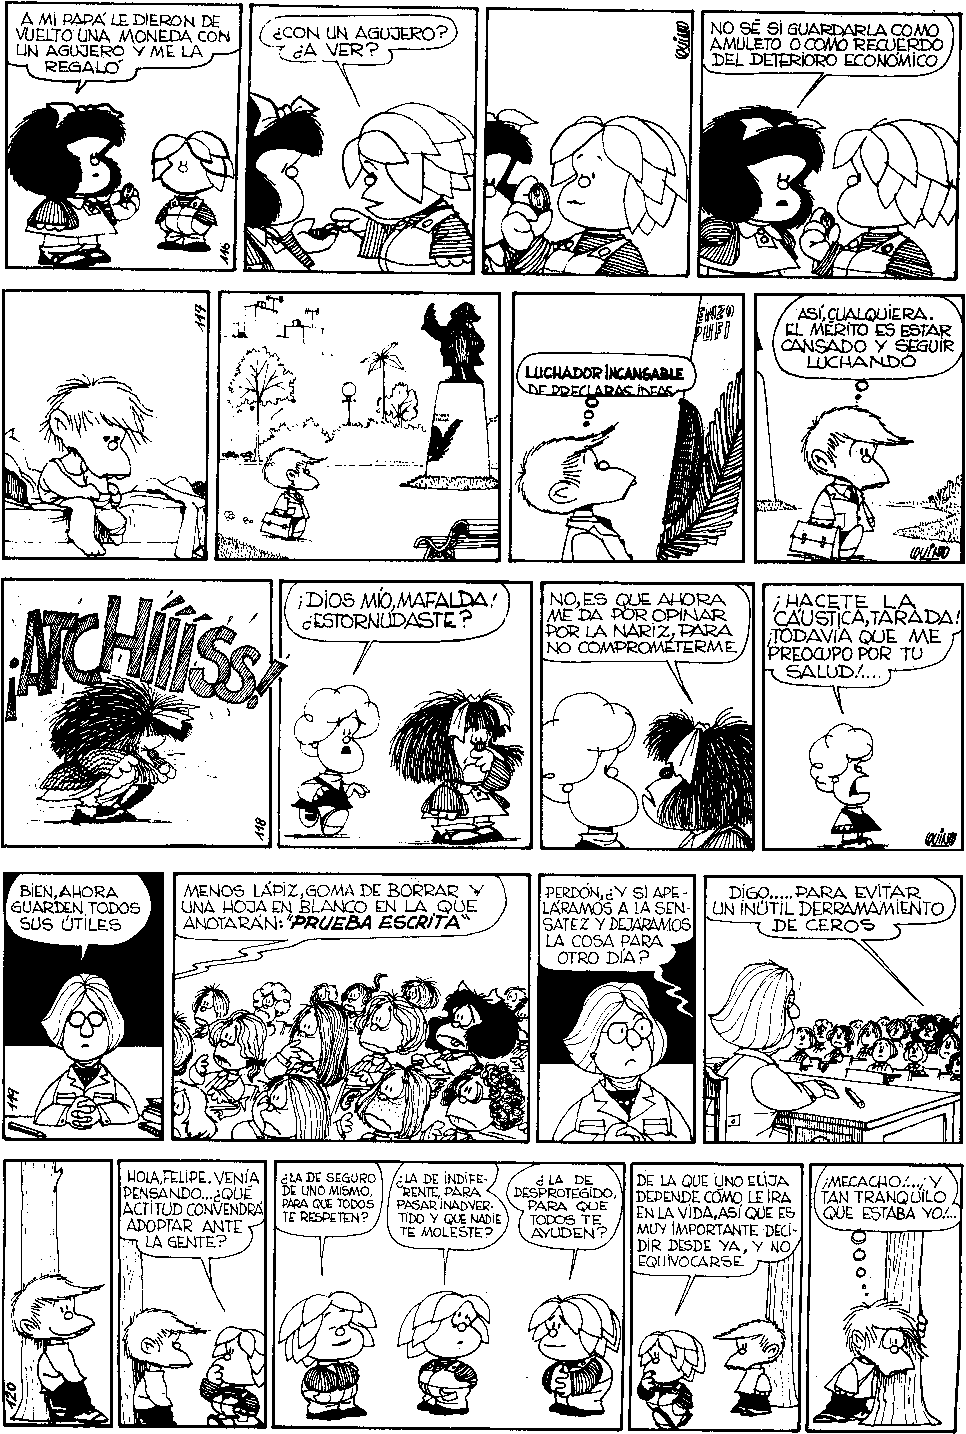 A MI PAPÁ LE DIERON DE
VUELTO UNA MONEDA CON
UN AGUJERO Y ME LA
REGALÓ
116
¿CON UN AGUJERO?
¿A VER?
QUINO
NO SÉ SI GUARDARLA COMO
AMULETO O COMO RECUERDO
DEL DETERIORO ECONÓMICO
117
LUCHADOR INCANSABLE
DE PRECLARAS IDEAS
ASÍ, CUALQUIERA.
EL MÉRITO ES ESTAR
CANSADO Y SEGUIR
LUCHANDO
QUINO
¡ATCHÍÍÍSS!
118
¡DIOS MÍO, MAFALDA!
¿ESTORNUDASTE?
NO, ES QUE AHORA
ME DA POR OPINAR
POR LA NARIZ, PARA
NO COMPROMETERME
¡HACETE LA
CÁUSTICA, TARADA!
¡TODAVÍA QUE ME
PREOCUPO POR TU
SALUD!....
QUINO
BIEN, AHORA
GUARDEN TODOS
SUS ÚTILES
119
MENOS LÁPIZ, GOMA DE BORRAR Y
UNA HOJA EN BLANCO EN LA QUE
ANOTARÁN: "PRUEBA ESCRITA"
PERDÓN, ¿Y SI APE-
LÁRAMOS A LA SEN-
SATEZ Y DEJÁRAMOS
LA COSA PARA
OTRO DÍA?
DIGO..... PARA EVITAR
UN INÚTIL DERRAMAMIENTO
DE CEROS
120
HOLA, FELIPE. VENÍA
PENSANDO...¿QUÉ
ACTITUD CONVENDRÁ
ADOPTAR ANTE
LA GENTE?
¿LA DE SEGURO
DE UNO MISMO,
PARA QUE TODOS
TE RESPETEN?
¿LA DE INDIFE-
RENTE, PARA
PASAR INADVER-
TIDO Y QUE NADIE
TE MOLESTE?
¿LA DE
DESPROTEGIDO,
PARA QUE
TODOS TE
AYUDEN?
DE LA QUE UNO ELIJA
DEPENDE CÓMO LE IRÁ
EN LA VIDA, ASÍ QUE ES
MUY IMPORTANTE DECI-
DIR DESDE YA, Y NO
EQUIVOCARSE
¡MECACHO!..., Y
TAN TRANQUILO
QUE ESTABA YO!...